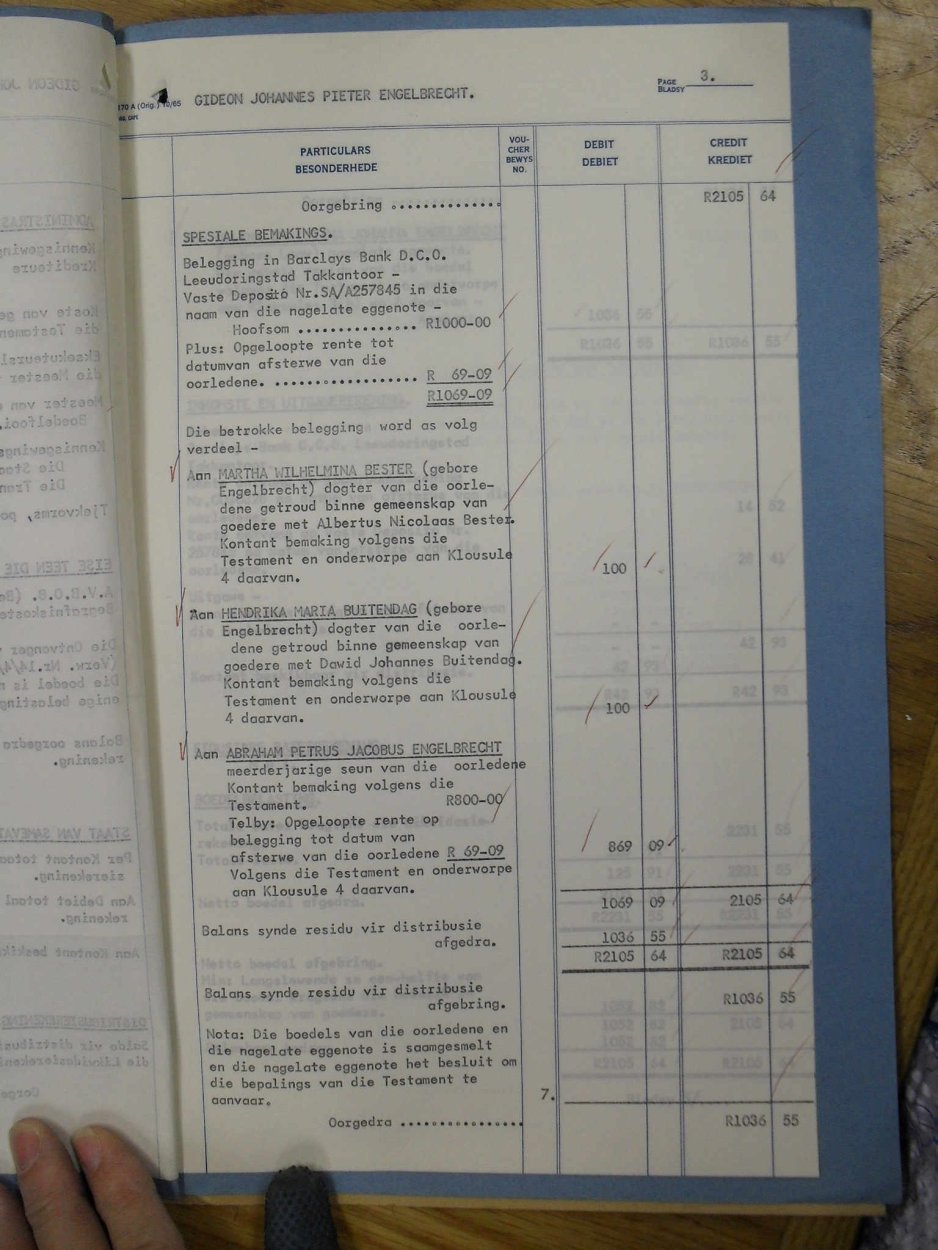 170 A (Orig.) 10/65
GIDEON JOHANNES PIETER ENGELBRECHT.
PAGE
BLADSY 3.
PARTICULARS
BESONDERHEDE
VOU-
CHER
BEWYS
NO.
DEBIT
DEBIET
CREDIT
KREDIET
Oorgebring .............. R2105 64
SPESIALE BEMAKINGS.
Belegging in Barclays Bank D.C.O.
Leeudoringstad Takkantoor -
Vaste Deposito Nr.SA/A257845 in die
naam van die nagelate eggenote -
Hoofsom ............... R1000-00
Plus: Opgeloopte rente tot
datumvan afsterwe van die
oorledene. .................. R 69-09
R1069-09
Die betrokke belegging word as volg
verdeel -
Aan MARTHA WILHELMINA BESTER (gebore
Engelbrecht) dogter van die oorle-
dene getroud binne gemeenskap van
goedere met Albertus Nicolaas Bester.
Kontant bemaking volgens die
Testament en onderworpe aan Klousule
4 daarvan. 100 -
Aan HENDRIKA MARIA BUITENDAG (gebore
Engelbrecht) dogter van die oorle-
dene getroud binne gemeenskap van
goedere met Dawid Johannes Buitendag.
Kontant bemaking volgens die
Testament en onderworpe aan Klousule
4 daarvan. 100 -
Aan ABRAHAM PETRUS JACOBUS ENGELBRECHT
meerderjarige seun van die oorledene
Kontant bemaking volgens die
Testament. R800-00
Telby: Opgeloopte rente op
belegging tot datum van
afsterwe van die oorledene R 69-09 869 09
Volgens die Testament en onderworpe
aan Klousule 4 daarvan.
1069 09 2105 64
Balans synde residu vir distribusie
afgedra. 1036 55
R2105 64 R2105 64
Balans synde residu vir distribusie
afgebring. R1036 55
Nota: Die boedels van die oorledene en
die nagelate eggenote is saamgesmelt
en die nagelate eggenote het besluit om
die bepalings van die Testament te
aanvaar. 7.
Oorgedra .............. R1036 55